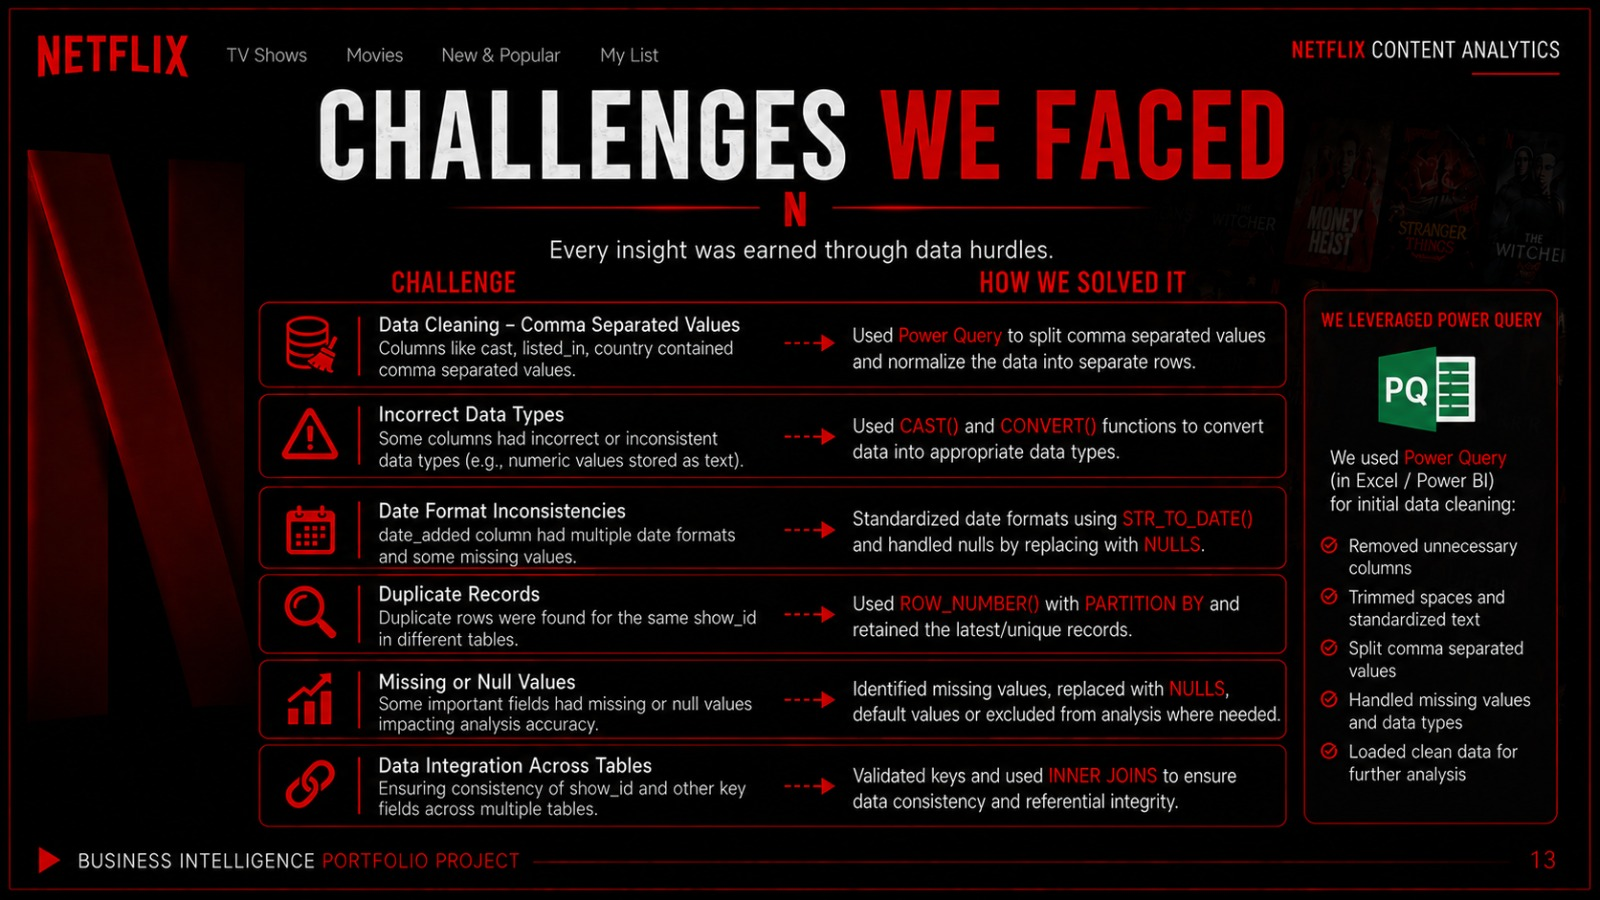 NETFLIX TV Shows Movies New & Popular My List
NETFLIX CONTENT ANALYTICS
CHALLENGES WE FACED
N
Every insight was earned through data hurdles.
CHALLENGE
HOW WE SOLVED IT
Data Cleaning – Comma Separated Values
Columns like cast, listed_in, country contained
comma separated values.
Used Power Query to split comma separated values
and normalize the data into separate rows.
Incorrect Data Types
Some columns had incorrect or inconsistent
data types (e.g., numeric values stored as text).
Used CAST() and CONVERT() functions to convert
data into appropriate data types.
Date Format Inconsistencies
date_added column had multiple date formats
and some missing values.
Standardized date formats using STR_TO_DATE()
and handled nulls by replacing with NULLS.
Duplicate Records
Duplicate rows were found for the same show_id
in different tables.
Used ROW_NUMBER() with PARTITION BY and
retained the latest/unique records.
Missing or Null Values
Some important fields had missing or null values
impacting analysis accuracy.
Identified missing values, replaced with NULLS,
default values or excluded from analysis where needed.
Data Integration Across Tables
Ensuring consistency of show_id and other key
fields across multiple tables.
Validated keys and used INNER JOINS to ensure
data consistency and referential integrity.
WITCHER
MONEY
HEIST
STRANGER
THINGS
THE
WITCHER
WE LEVERAGED POWER QUERY
PQ
We used Power Query
(in Excel / Power BI)
for initial data cleaning:
Removed unnecessary
columns
Trimmed spaces and
standardized text
Split comma separated
values
Handled missing values
and data types
Loaded clean data for
further analysis
BUSINESS INTELLIGENCE PORTFOLIO PROJECT
13